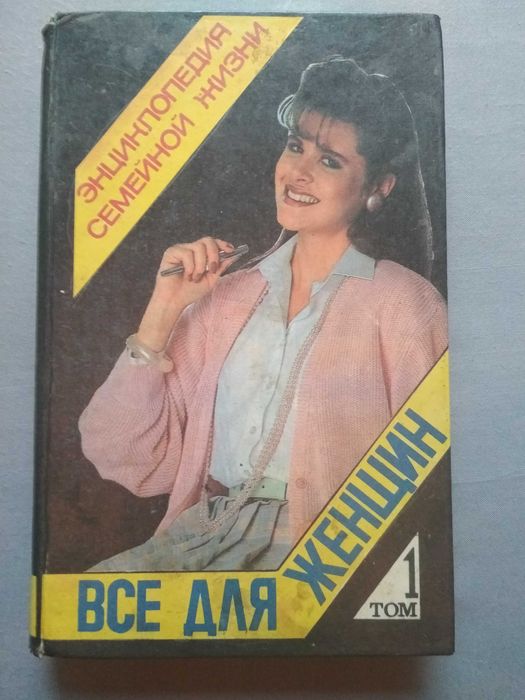 ЭНЦИКЛОПЕДИЯ
СЕМЕЙНОЙ ЖИЗНИ
ВСЕ ДЛЯ ЖЕНЩИН
1
ТОМ